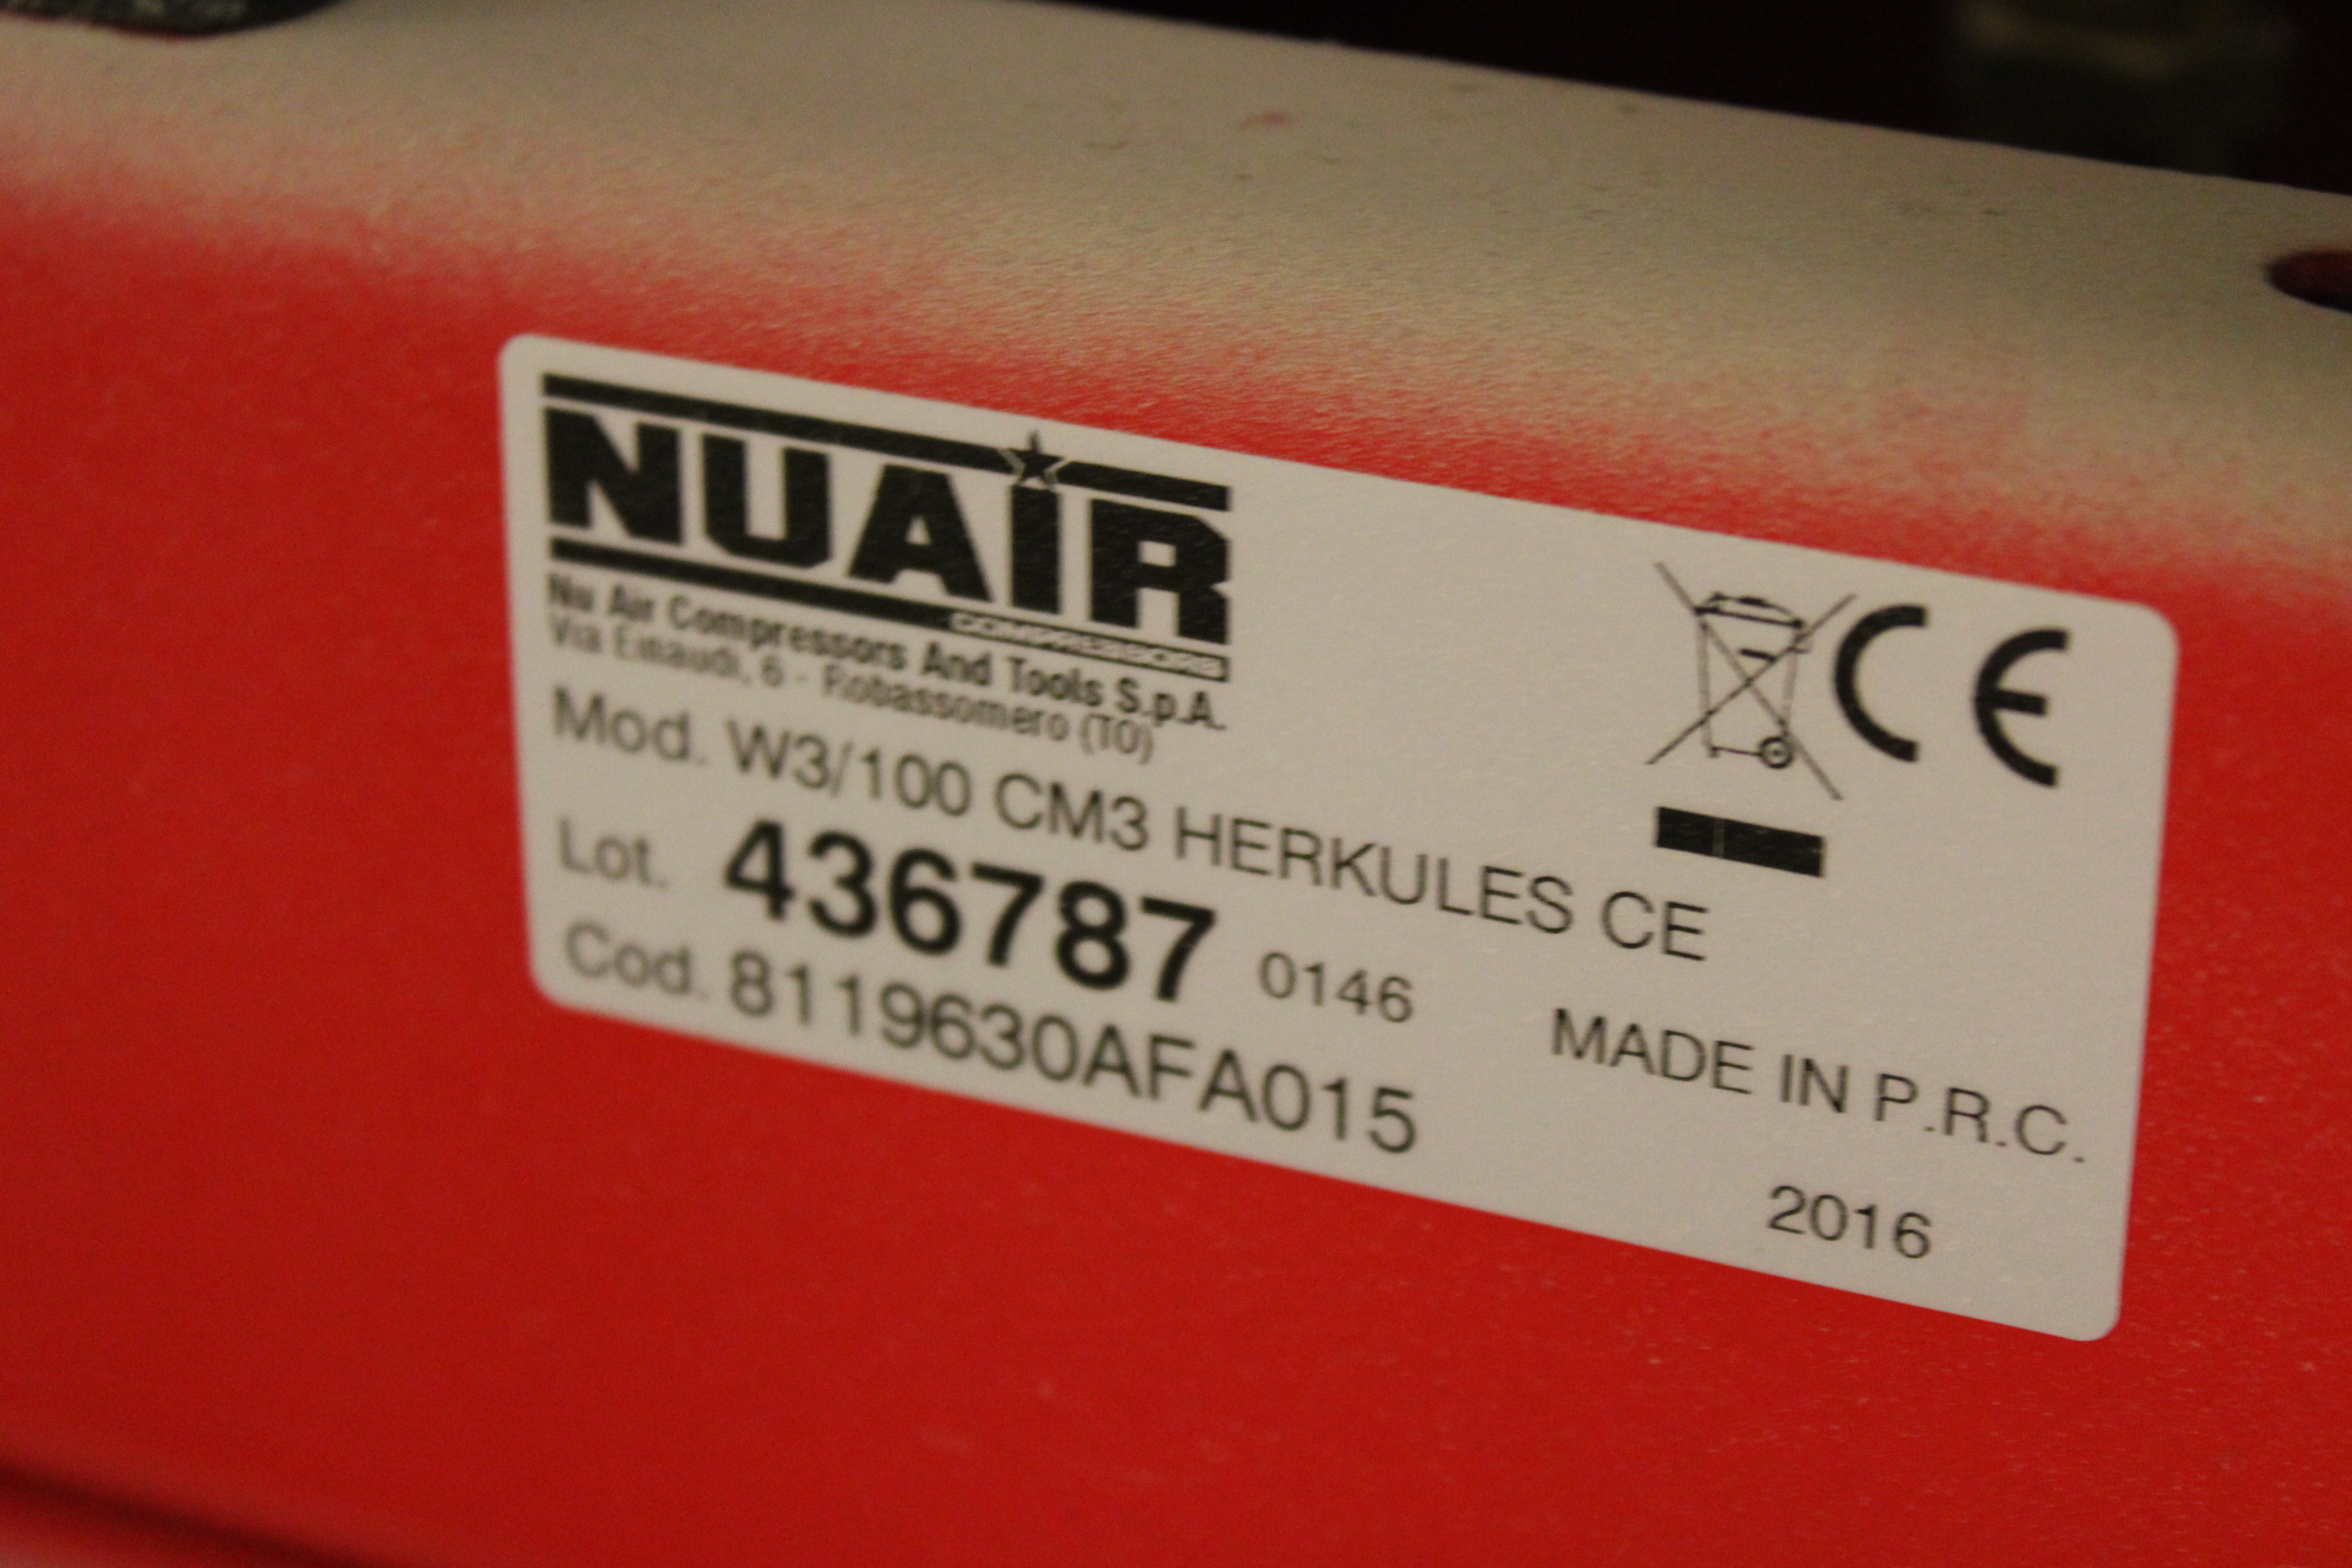 NUAIR
COMPRESSORS
Nu Air Compressors And Tools S.p.A.
Via Einaudi, 6 - Robassomero (TO)
CE
Mod. W3/100 CM3 HERKULES CE
Lot. 436787 0146
MADE IN P.R.C.
Cod. 8119630AFA015
2016